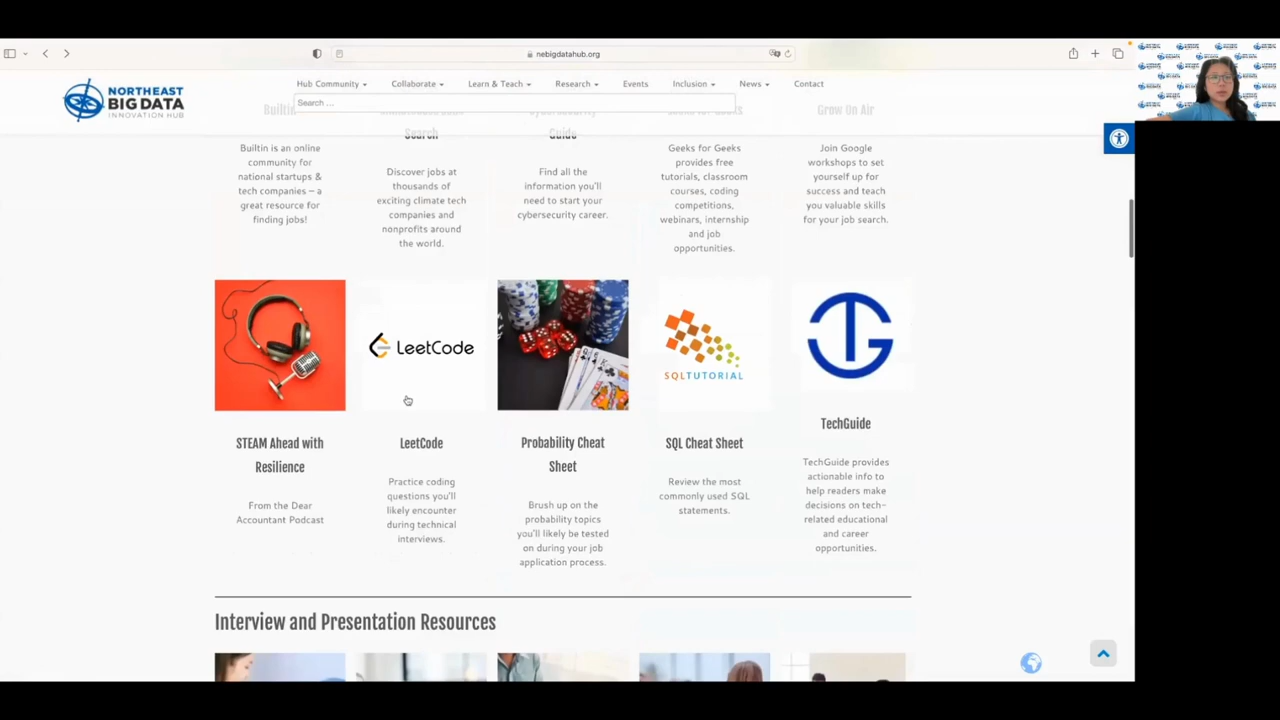 nebigdatahub.org
NORTHEAST
BIG DATA
INNOVATION HUB
Hub Community
Collaborate
Learn & Teach
Research
Events
Inclusion
News
Contact
Search ...
Builtin
Search
Cybersecurity
Guide
Grow On Air
Builtin is an online
community for
national startups &
tech companies – a
great resource for
finding jobs!
Discover jobs at
thousands of
exciting climate tech
companies and
nonprofits around
the world.
Find all the
information you'll
need to start your
cybersecurity career.
Geeks for Geeks
provides free
tutorials, classroom
courses, coding
competitions,
webinars, internship
and job
opportunities.
Join Google
workshops to set
yourself up for
success and teach
you valuable skills
for your job search.
LeetCode
SQLTUTORIAL
STEAM Ahead with
Resilience
From the Dear
Accountant Podcast
LeetCode
Practice coding
questions you'll
likely encounter
during technical
interviews.
Probability Cheat
Sheet
Brush up on the
probability topics
you'll likely be tested
on during your job
application process.
SQL Cheat Sheet
Review the most
commonly used SQL
statements.
TechGuide
TechGuide provides
actionable info to
help readers make
decisions on tech-
related educational
and career
opportunities.
Interview and Presentation Resources